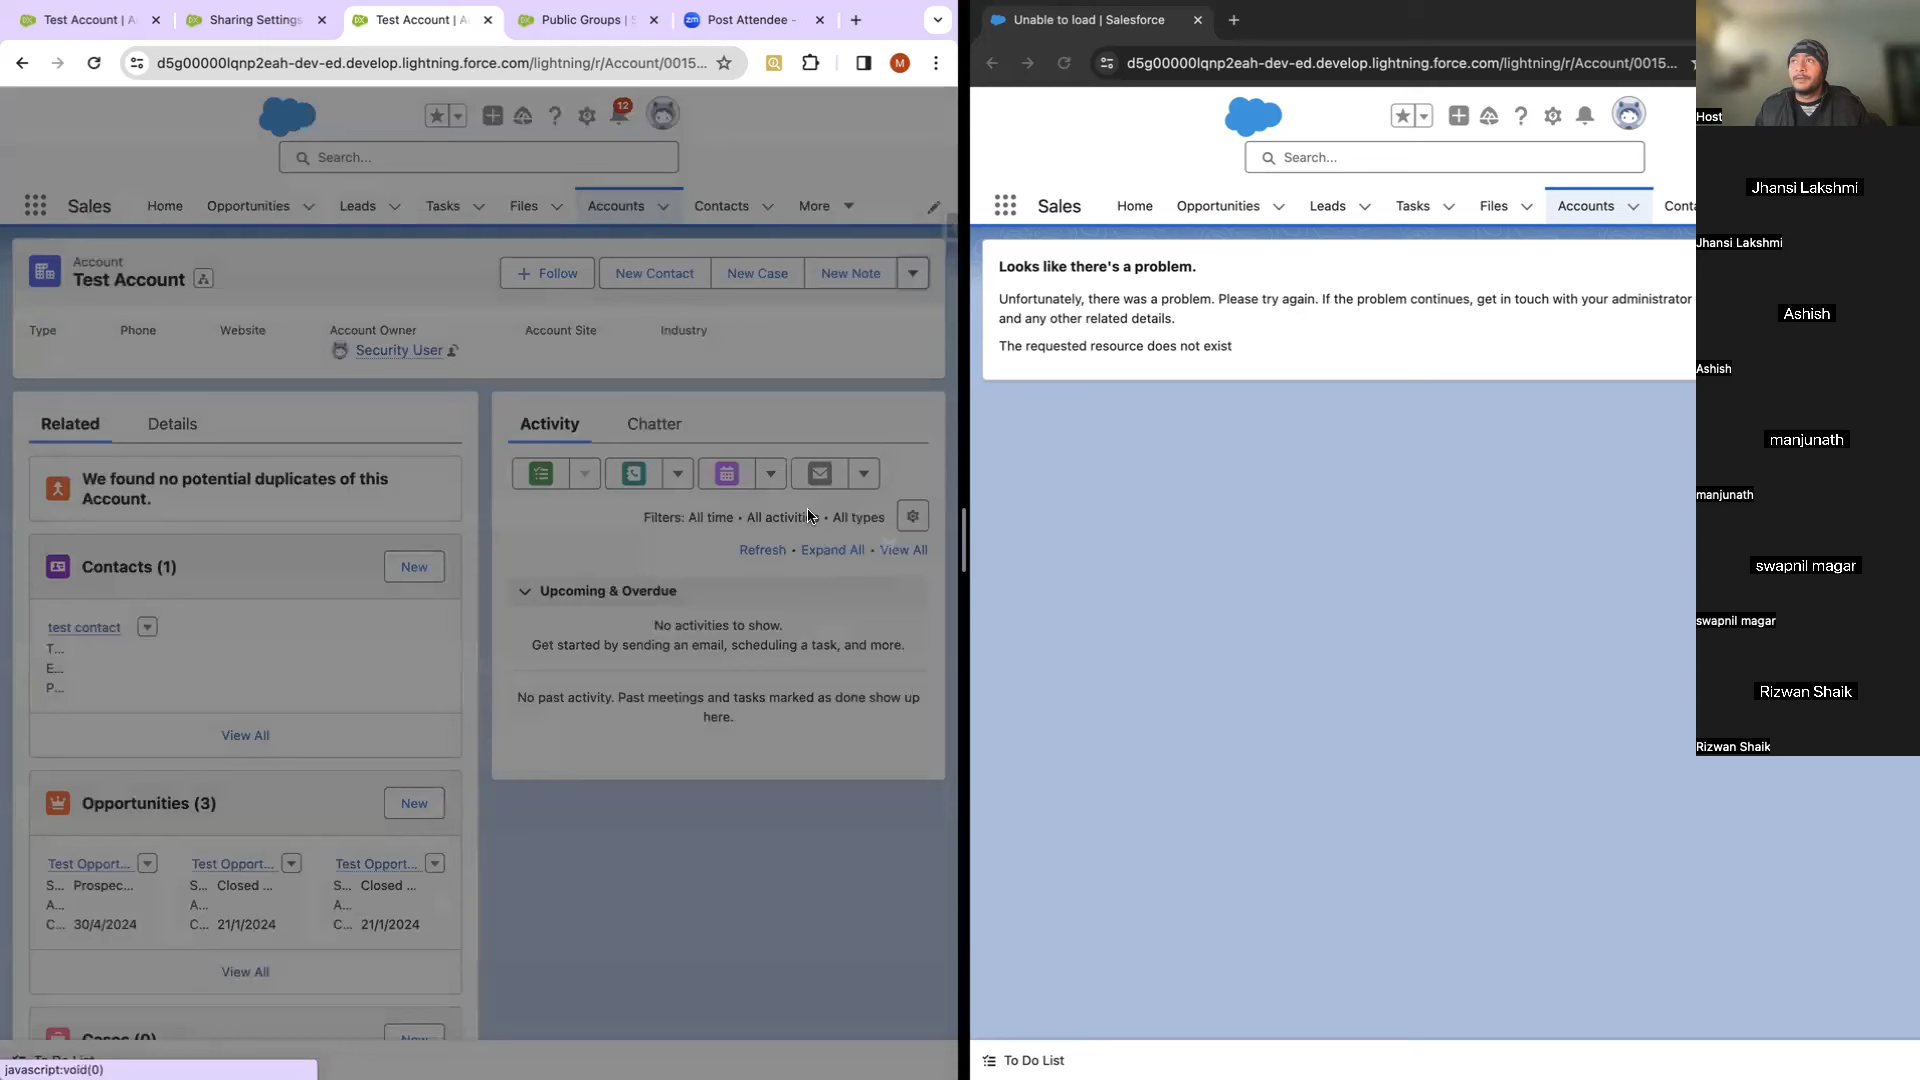 Test Account | A
Sharing Settings
Test Account | A
Public Groups | S
zm Post Attendee -
d5g00000lqnp2eah-dev-ed.develop.lightning.force.com/lightning/r/Account/0015...
M
12
Search...
Sales
Home
Opportunities
Leads
Tasks
Files
Accounts
Contacts
More
Account
Test Account
+ Follow
New Contact
New Case
New Note
Type
Phone
Website
Account Owner
Account Site
Industry
Security User
Related
Details
We found no potential duplicates of this
Account.
Contacts (1)
New
test contact
T...
E...
P...
View All
Opportunities (3)
New
Test Opport...
Test Opport...
Test Opport...
S... Prospec...
S... Closed ...
S... Closed ...
A...
A...
A...
C... 30/4/2024
C... 21/1/2024
C... 21/1/2024
View All
Cases (0)
New
To Do List
javascript:void(0)
Activity
Chatter
Filters: All time • All activities • All types
Refresh • Expand All • View All
Upcoming & Overdue
No activities to show.
Get started by sending an email, scheduling a task, and more.
No past activity. Past meetings and tasks marked as done show up
here.
Unable to load | Salesforce
d5g00000lqnp2eah-dev-ed.develop.lightning.force.com/lightning/r/Account/0015...
Search...
Sales
Home
Opportunities
Leads
Tasks
Files
Accounts
Conta
Looks like there's a problem.
Unfortunately, there was a problem. Please try again. If the problem continues, get in touch with your administrator
and any other related details.
The requested resource does not exist
To Do List
Host
Jhansi Lakshmi
Jhansi Lakshmi
Ashish
Ashish
manjunath
manjunath
swapnil magar
swapnil magar
Rizwan Shaik
Rizwan Shaik